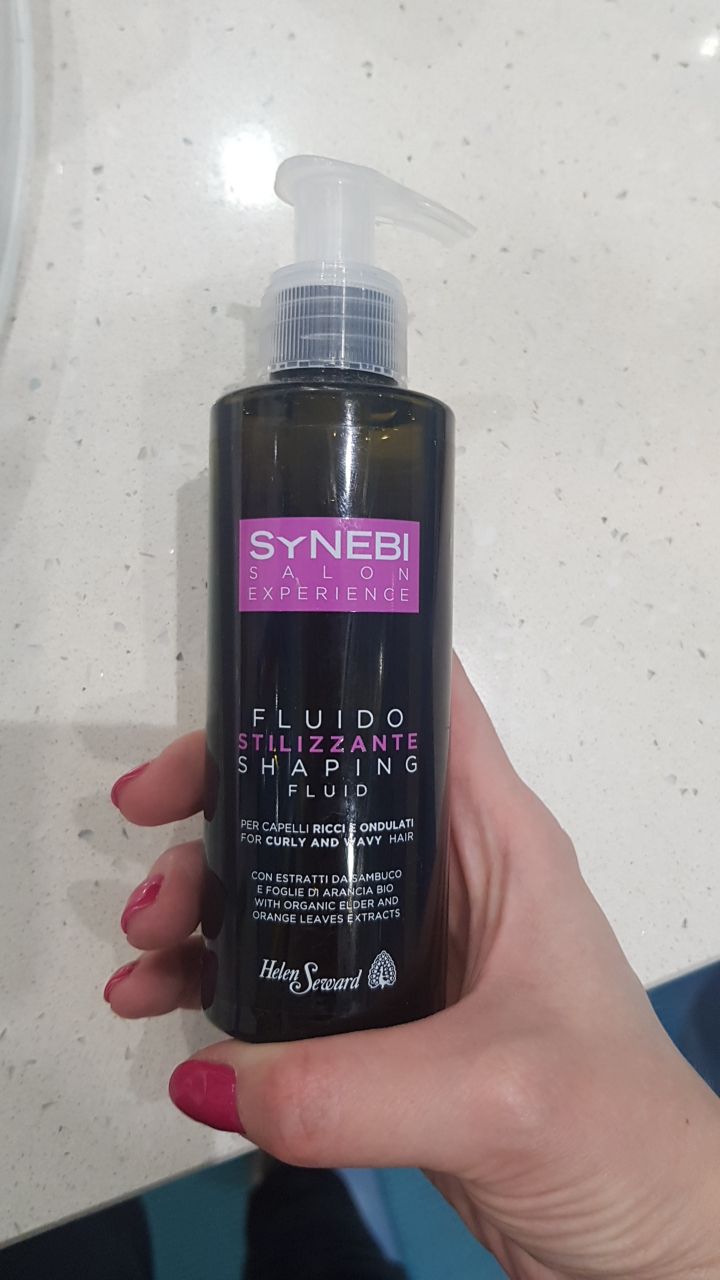 SYNEBI
SALON
EXPERIENCE
FLUIDO
STILIZZANTE
SHAPING
FLUID
PER CAPELLI RICCI E ONDULATI
FOR CURLY AND WAVY HAIR
CON ESTRATTI DA SAMBUCO
E FOGLIE DI ARANCIA BIO
WITH ORGANIC ELDER AND
ORANGE LEAVES EXTRACTS
Helen Seward